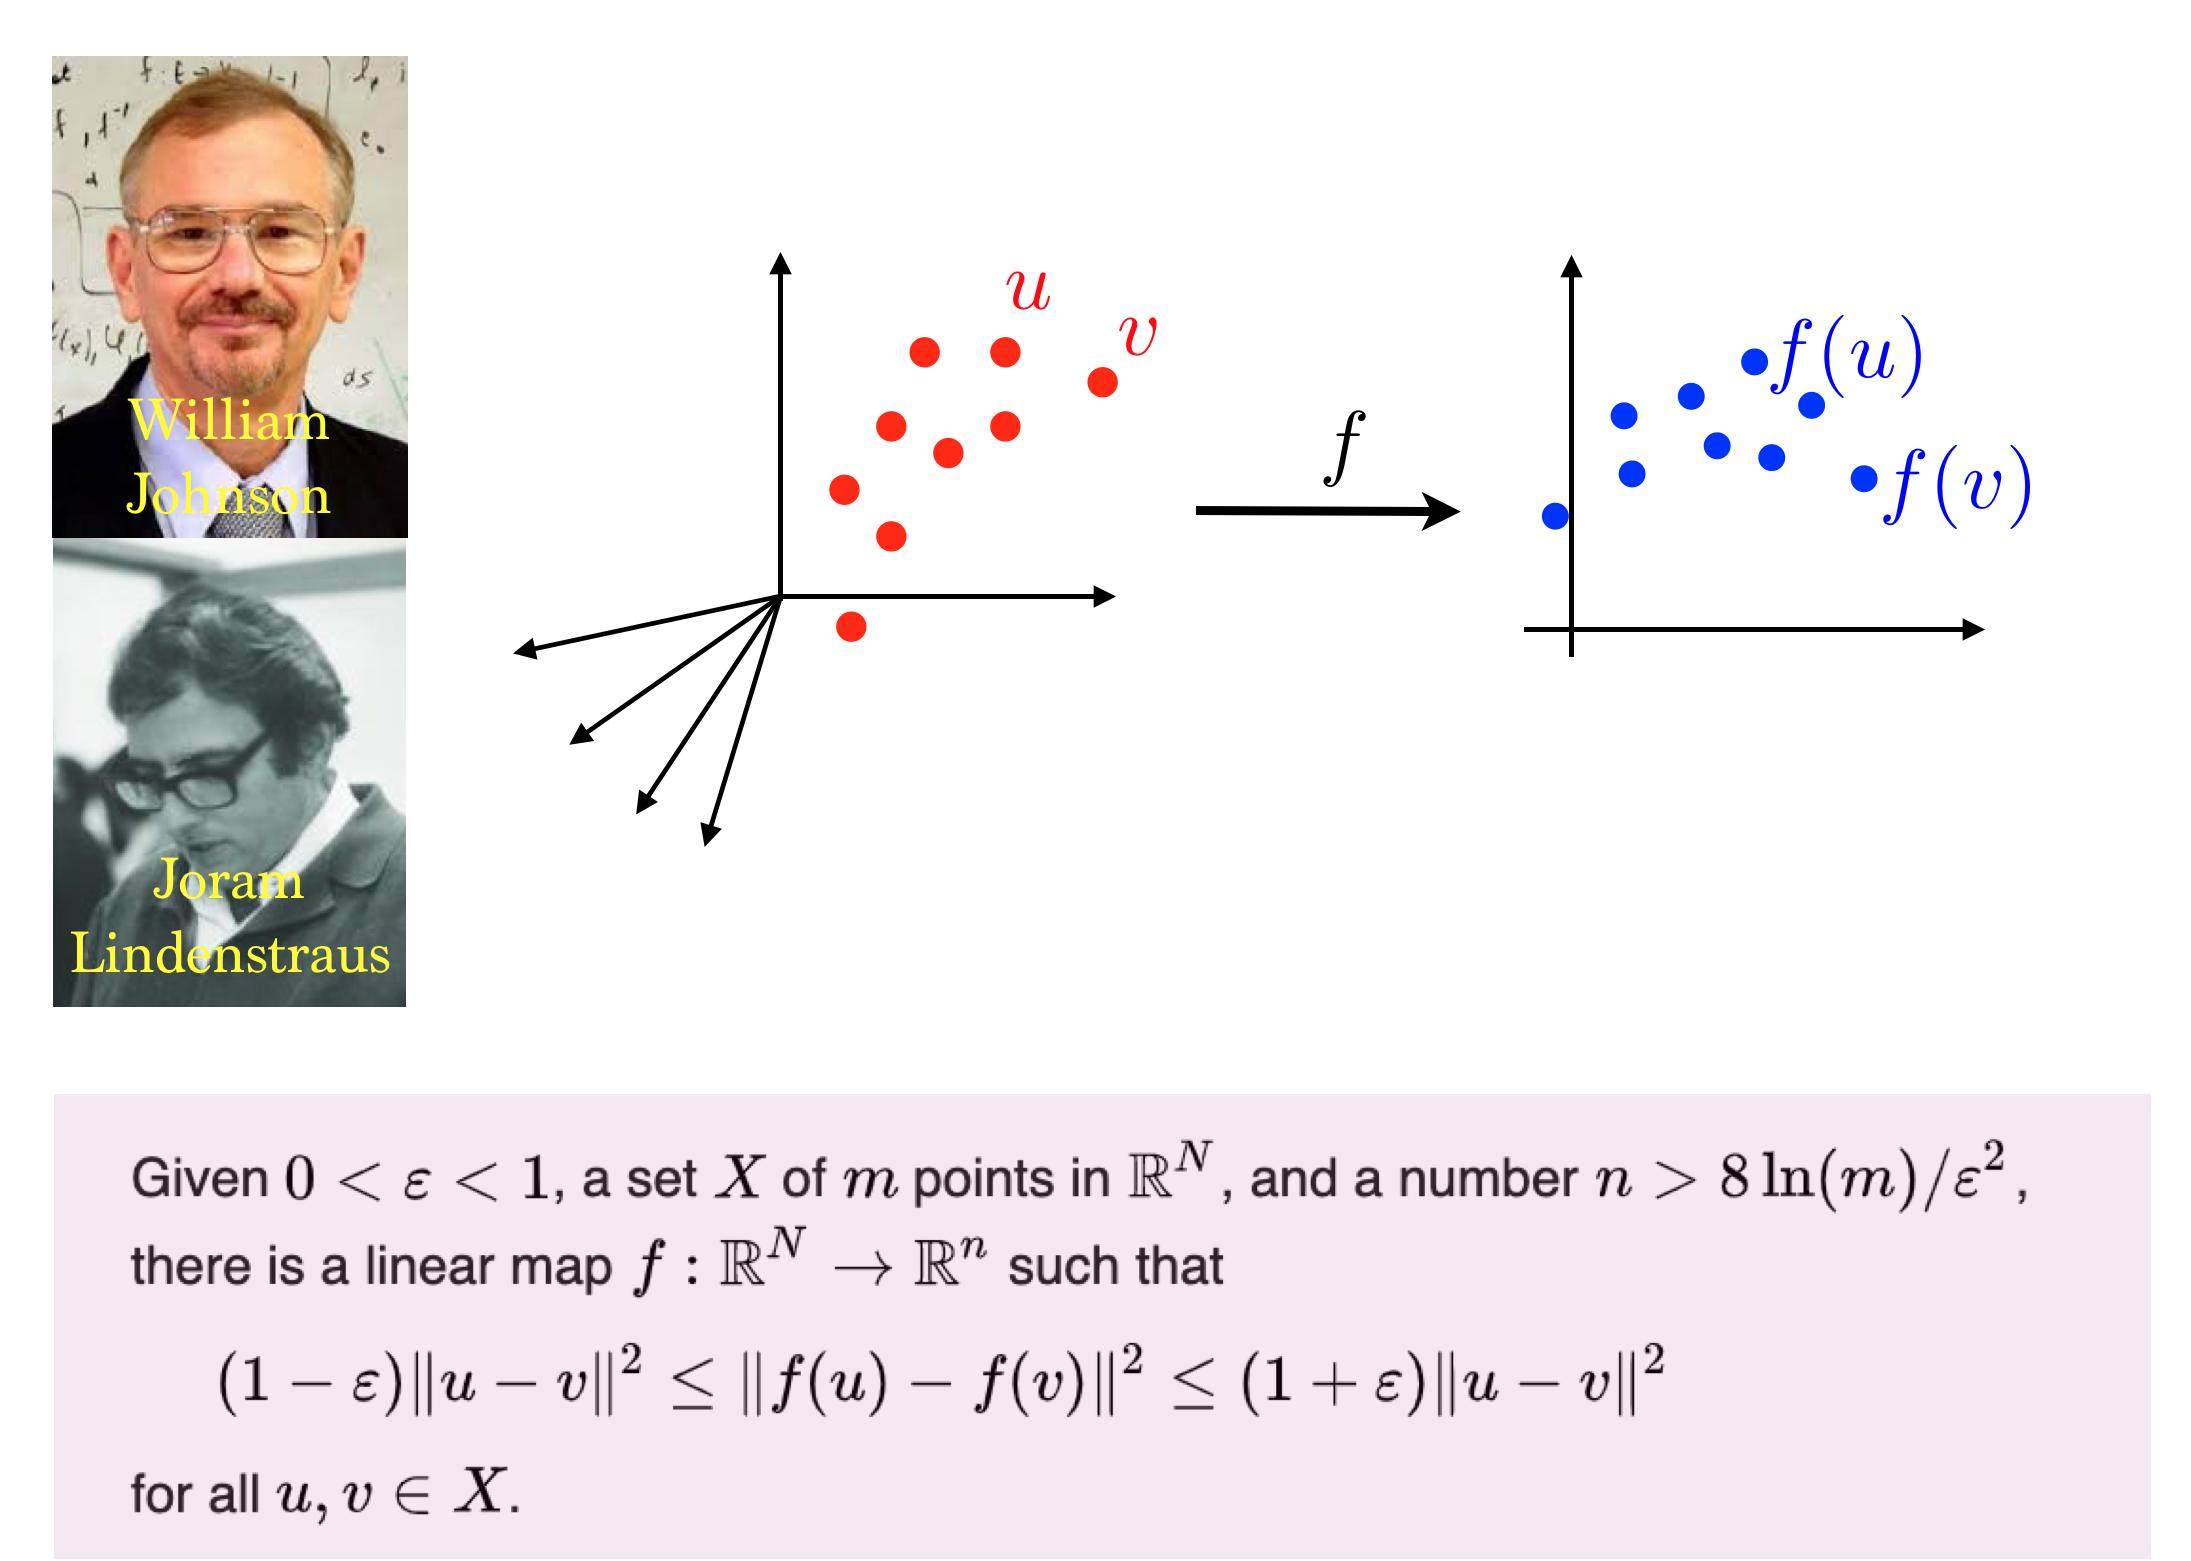 William
Johnson
Joram
Lindenstraus
u
v
f
f(u)
f(v)
Given 0 < ε < 1, a set X of m points in ℝ^N, and a number n > 8 ln(m)/ε²,
there is a linear map f : ℝ^N → ℝ^n such that
(1 − ε)‖u − v‖² ≤ ‖f(u) − f(v)‖² ≤ (1 + ε)‖u − v‖²
for all u, v ∈ X.